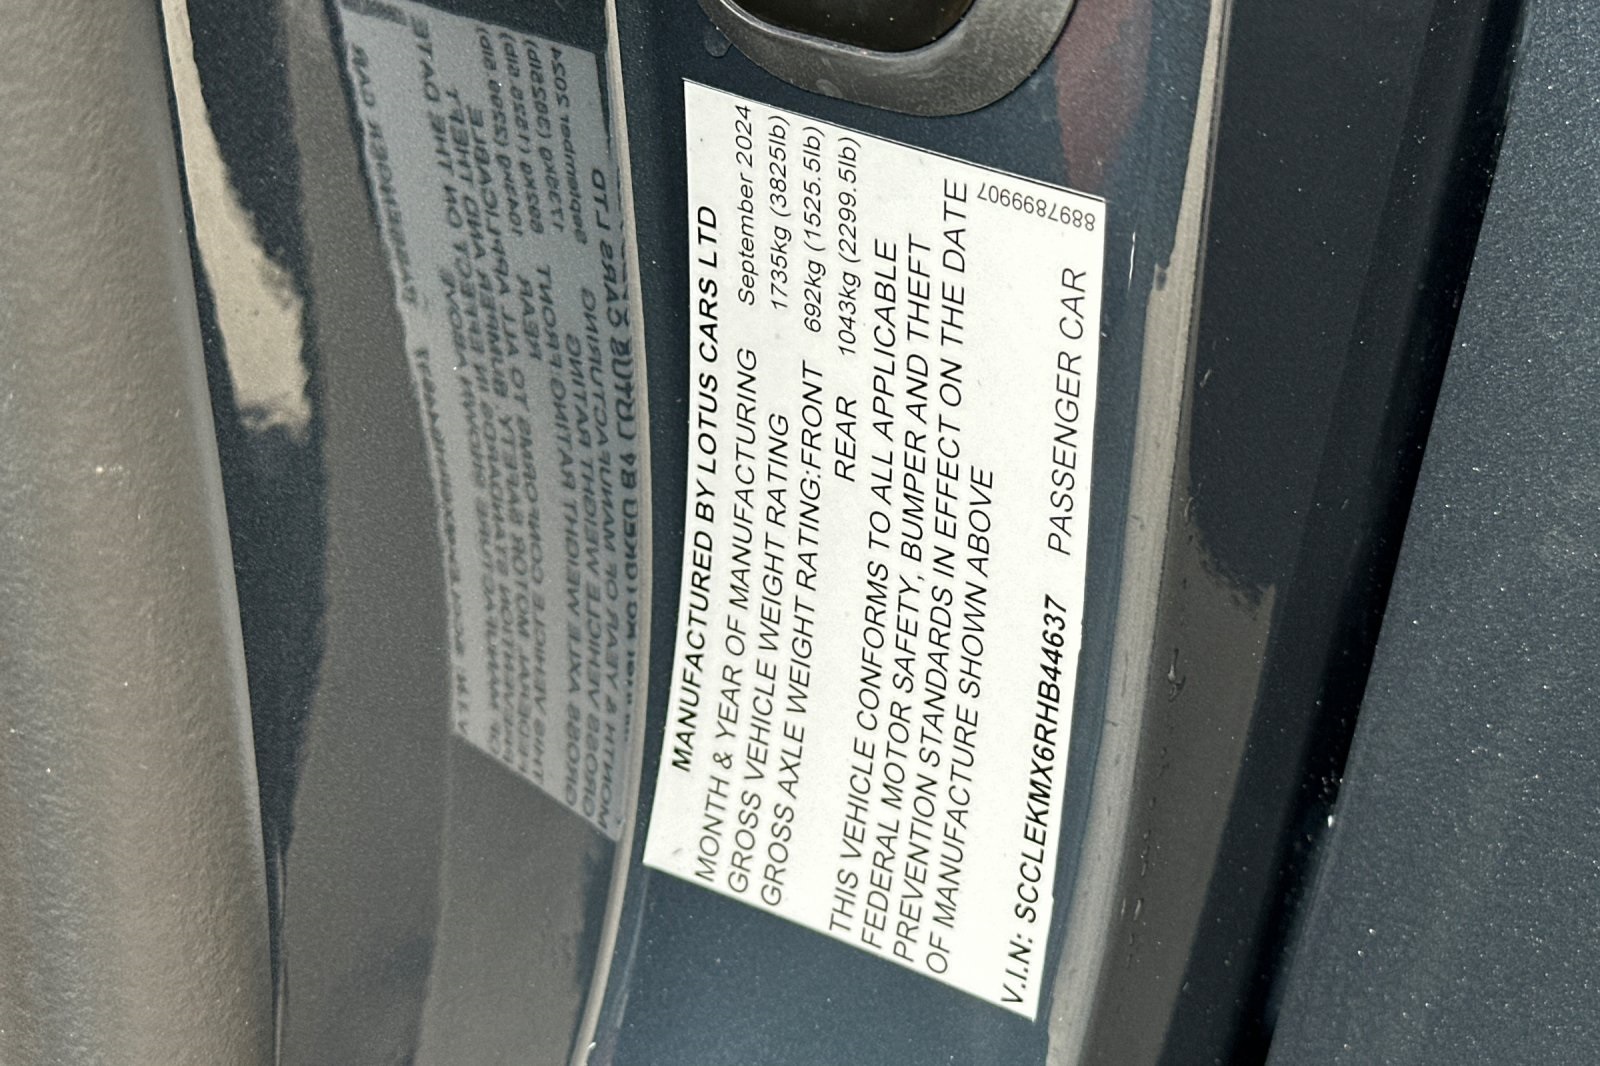 MANUFACTURED BY LOTUS CARS LTD
MONTH & YEAR OF MANUFACTURING September 2024
GROSS VEHICLE WEIGHT RATING 1735kg (3825lb)
GROSS AXLE WEIGHT RATING:FRONT 692kg (1525.5lb)
REAR 1043kg (2299.5lb)
THIS VEHICLE CONFORMS TO ALL APPLICABLE
FEDERAL MOTOR SAFETY, BUMPER AND THEFT
PREVENTION STANDARDS IN EFFECT ON THE DATE
OF MANUFACTURE SHOWN ABOVE
8897899907
V.I.N: SCCLEKMX6RHB44637 PASSENGER CAR